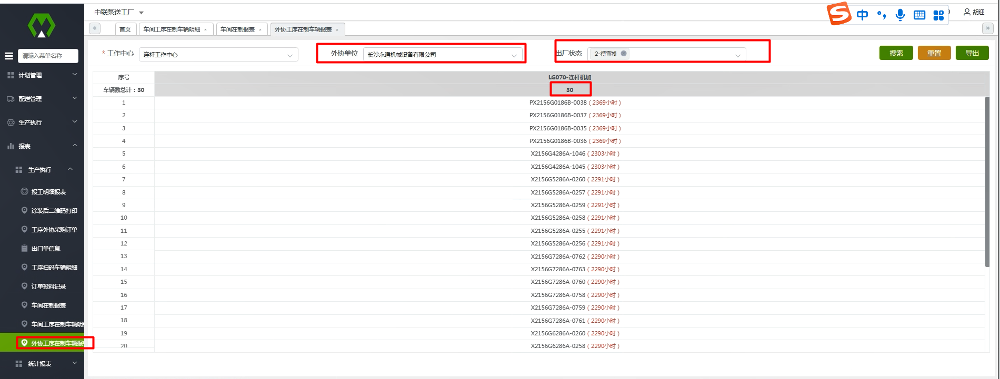 中联泵送工厂
中
胡迎
首页
车间工序在制车辆明细
车间在制报表
外协工序在制车辆报表
请输入菜单名称
* 工作中心
连杆工作中心
外协单位
长沙永通机械设备有限公司
出厂状态
2-待审批
搜索
重置
导出
计划管理
配送管理
生产执行
报表
生产执行
报工明细报表
涂装后二维码打印
工序外协采购订单
出门单信息
工序扫码车辆明细
订单投料记录
车间在制报表
车间工序在制车辆明细
外协工序在制车辆报表
统计报表
序号 LG070-连杆机加
车辆数总计：30 30
1 PX2156G0186B-0038 ( 2369小时 )
2 PX2156G0186B-0037 ( 2369小时 )
3 PX2156G0186B-0035 ( 2369小时 )
4 PX2156G0186B-0036 ( 2369小时 )
5 X2156G4286A-1046 ( 2303小时 )
6 X2156G4286A-1045 ( 2303小时 )
7 X2156G5286A-0260 ( 2291小时 )
8 X2156G5286A-0257 ( 2291小时 )
9 X2156G5286A-0259 ( 2291小时 )
10 X2156G5286A-0258 ( 2291小时 )
11 X2156G5286A-0255 ( 2291小时 )
12 X2156G5286A-0256 ( 2291小时 )
13 X2156G7286A-0762 ( 2290小时 )
14 X2156G7286A-0763 ( 2290小时 )
15 X2156G7286A-0760 ( 2290小时 )
16 X2156G7286A-0758 ( 2290小时 )
17 X2156G7286A-0759 ( 2290小时 )
18 X2156G7286A-0761 ( 2290小时 )
19 X2156G6286A-0260 ( 2290小时 )
20 X2156G6286A-0258 ( 2290小时 )